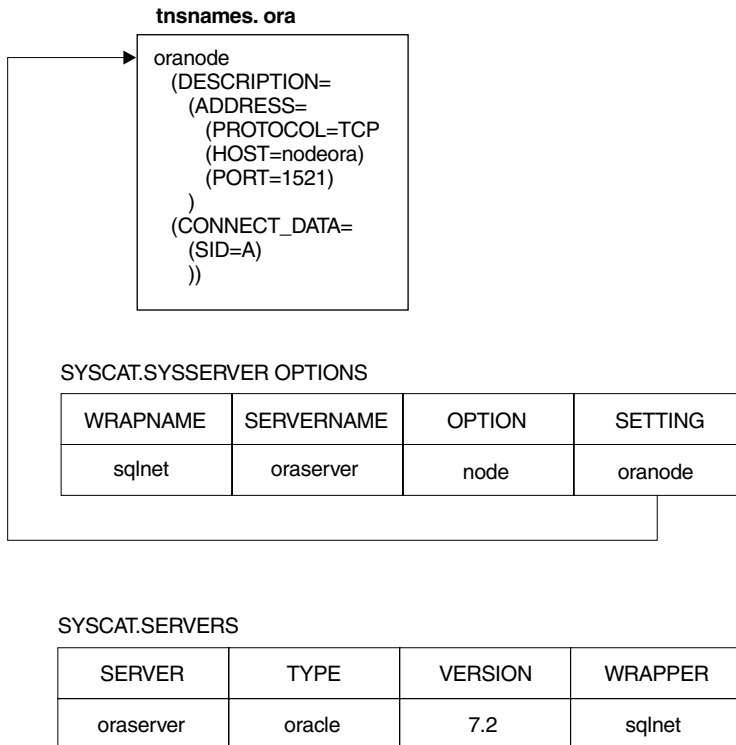 tnsnames. ora
oranode
(DESCRIPTION=
(ADDRESS=
(PROTOCOL=TCP
(HOST=nodeora)
(PORT=1521)
)
(CONNECT_DATA=
(SID=A)
))
SYSCAT.SYSSERVER OPTIONS
WRAPNAME SERVERNAME OPTION SETTING
sqlnet oraserver node oranode
SYSCAT.SERVERS
SERVER TYPE VERSION WRAPPER
oraserver oracle 7.2 sqlnet